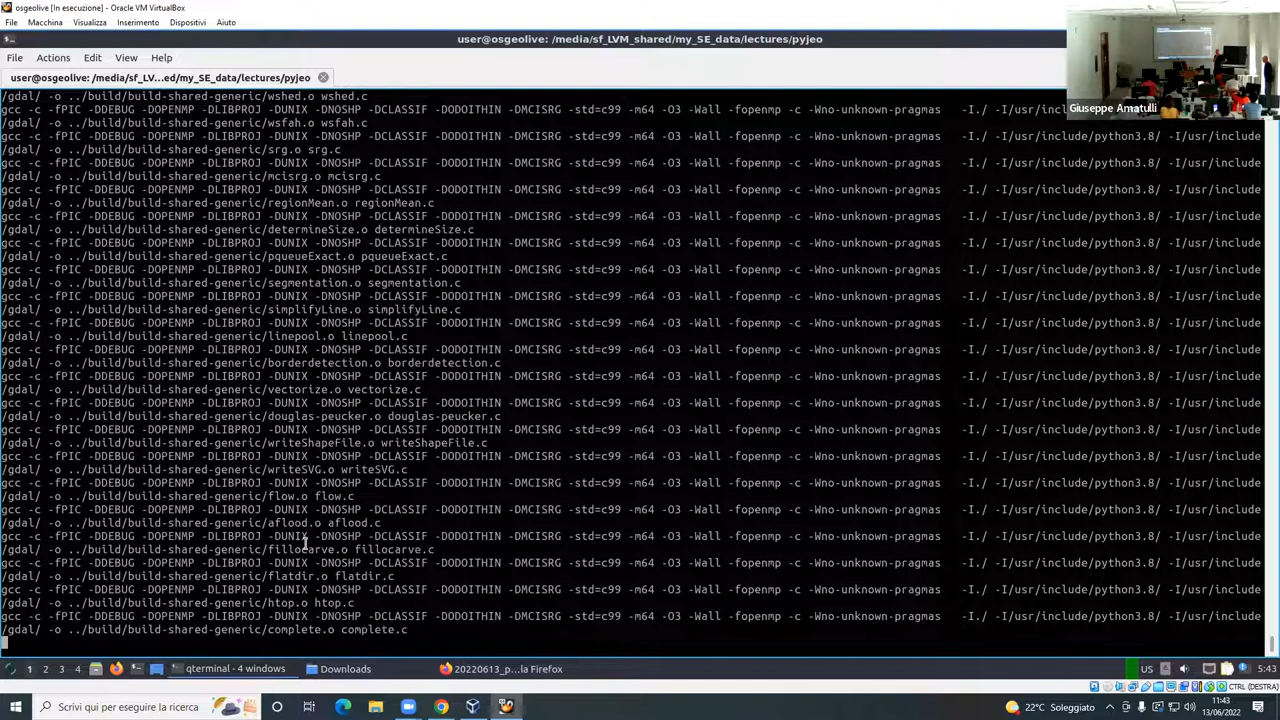 osgeolive [In esecuzione] - Oracle VM VirtualBox
File Macchina Visualizza Inserimento Dispositivi Aiuto
user@osgeolive: /media/sf_LVM_shared/my_SE_data/lectures/pyjeo
File Actions Edit View Help
user@osgeolive: /media/sf_LV...ed/my_SE_data/lectures/pyjeo
Giuseppe Amatulli
/gdal/ -o ../build/build-shared-generic/wshed.o wshed.c
gcc -c -fPIC -DDEBUG -DOPENMP -DLIBPROJ -DUNIX -DNOSHP -DCLASSIF -DDODOITHIN -DMCISRG -std=c99 -m64 -O3 -Wall -fopenmp -c -Wno-unknown-pragmas -I./ -I/usr/inc
/gdal/ -o ../build/build-shared-generic/wsfah.o wsfah.c
gcc -c -fPIC -DDEBUG -DOPENMP -DLIBPROJ -DUNIX -DNOSHP -DCLASSIF -DDODOITHIN -DMCISRG -std=c99 -m64 -O3 -Wall -fopenmp -c -Wno-unknown-pragmas -I./ -I/usr/include/python3.8/ -I/usr/include
/gdal/ -o ../build/build-shared-generic/srg.o srg.c
gcc -c -fPIC -DDEBUG -DOPENMP -DLIBPROJ -DUNIX -DNOSHP -DCLASSIF -DDODOITHIN -DMCISRG -std=c99 -m64 -O3 -Wall -fopenmp -c -Wno-unknown-pragmas -I./ -I/usr/include/python3.8/ -I/usr/include
/gdal/ -o ../build/build-shared-generic/mcisrg.o mcisrg.c
gcc -c -fPIC -DDEBUG -DOPENMP -DLIBPROJ -DUNIX -DNOSHP -DCLASSIF -DDODOITHIN -DMCISRG -std=c99 -m64 -O3 -Wall -fopenmp -c -Wno-unknown-pragmas -I./ -I/usr/include/python3.8/ -I/usr/include
/gdal/ -o ../build/build-shared-generic/regionMean.o regionMean.c
gcc -c -fPIC -DDEBUG -DOPENMP -DLIBPROJ -DUNIX -DNOSHP -DCLASSIF -DDODOITHIN -DMCISRG -std=c99 -m64 -O3 -Wall -fopenmp -c -Wno-unknown-pragmas -I./ -I/usr/include/python3.8/ -I/usr/include
/gdal/ -o ../build/build-shared-generic/determineSize.o determineSize.c
gcc -c -fPIC -DDEBUG -DOPENMP -DLIBPROJ -DUNIX -DNOSHP -DCLASSIF -DDODOITHIN -DMCISRG -std=c99 -m64 -O3 -Wall -fopenmp -c -Wno-unknown-pragmas -I./ -I/usr/include/python3.8/ -I/usr/include
/gdal/ -o ../build/build-shared-generic/pqueueExact.o pqueueExact.c
gcc -c -fPIC -DDEBUG -DOPENMP -DLIBPROJ -DUNIX -DNOSHP -DCLASSIF -DDODOITHIN -DMCISRG -std=c99 -m64 -O3 -Wall -fopenmp -c -Wno-unknown-pragmas -I./ -I/usr/include/python3.8/ -I/usr/include
/gdal/ -o ../build/build-shared-generic/segmentation.o segmentation.c
gcc -c -fPIC -DDEBUG -DOPENMP -DLIBPROJ -DUNIX -DNOSHP -DCLASSIF -DDODOITHIN -DMCISRG -std=c99 -m64 -O3 -Wall -fopenmp -c -Wno-unknown-pragmas -I./ -I/usr/include/python3.8/ -I/usr/include
/gdal/ -o ../build/build-shared-generic/simplifyLine.o simplifyLine.c
gcc -c -fPIC -DDEBUG -DOPENMP -DLIBPROJ -DUNIX -DNOSHP -DCLASSIF -DDODOITHIN -DMCISRG -std=c99 -m64 -O3 -Wall -fopenmp -c -Wno-unknown-pragmas -I./ -I/usr/include/python3.8/ -I/usr/include
/gdal/ -o ../build/build-shared-generic/linepool.o linepool.c
gcc -c -fPIC -DDEBUG -DOPENMP -DLIBPROJ -DUNIX -DNOSHP -DCLASSIF -DDODOITHIN -DMCISRG -std=c99 -m64 -O3 -Wall -fopenmp -c -Wno-unknown-pragmas -I./ -I/usr/include/python3.8/ -I/usr/include
/gdal/ -o ../build/build-shared-generic/borderdetection.o borderdetection.c
gcc -c -fPIC -DDEBUG -DOPENMP -DLIBPROJ -DUNIX -DNOSHP -DCLASSIF -DDODOITHIN -DMCISRG -std=c99 -m64 -O3 -Wall -fopenmp -c -Wno-unknown-pragmas -I./ -I/usr/include/python3.8/ -I/usr/include
/gdal/ -o ../build/build-shared-generic/vectorize.o vectorize.c
gcc -c -fPIC -DDEBUG -DOPENMP -DLIBPROJ -DUNIX -DNOSHP -DCLASSIF -DDODOITHIN -DMCISRG -std=c99 -m64 -O3 -Wall -fopenmp -c -Wno-unknown-pragmas -I./ -I/usr/include/python3.8/ -I/usr/include
/gdal/ -o ../build/build-shared-generic/douglas-peucker.o douglas-peucker.c
gcc -c -fPIC -DDEBUG -DOPENMP -DLIBPROJ -DUNIX -DNOSHP -DCLASSIF -DDODOITHIN -DMCISRG -std=c99 -m64 -O3 -Wall -fopenmp -c -Wno-unknown-pragmas -I./ -I/usr/include/python3.8/ -I/usr/include
/gdal/ -o ../build/build-shared-generic/writeShapeFile.o writeShapeFile.c
gcc -c -fPIC -DDEBUG -DOPENMP -DLIBPROJ -DUNIX -DNOSHP -DCLASSIF -DDODOITHIN -DMCISRG -std=c99 -m64 -O3 -Wall -fopenmp -c -Wno-unknown-pragmas -I./ -I/usr/include/python3.8/ -I/usr/include
/gdal/ -o ../build/build-shared-generic/writeSVG.o writeSVG.c
gcc -c -fPIC -DDEBUG -DOPENMP -DLIBPROJ -DUNIX -DNOSHP -DCLASSIF -DDODOITHIN -DMCISRG -std=c99 -m64 -O3 -Wall -fopenmp -c -Wno-unknown-pragmas -I./ -I/usr/include/python3.8/ -I/usr/include
/gdal/ -o ../build/build-shared-generic/flow.o flow.c
gcc -c -fPIC -DDEBUG -DOPENMP -DLIBPROJ -DUNIX -DNOSHP -DCLASSIF -DDODOITHIN -DMCISRG -std=c99 -m64 -O3 -Wall -fopenmp -c -Wno-unknown-pragmas -I./ -I/usr/include/python3.8/ -I/usr/include
/gdal/ -o ../build/build-shared-generic/aflood.o aflood.c
gcc -c -fPIC -DDEBUG -DOPENMP -DLIBPROJ -DUNIX -DNOSHP -DCLASSIF -DDODOITHIN -DMCISRG -std=c99 -m64 -O3 -Wall -fopenmp -c -Wno-unknown-pragmas -I./ -I/usr/include/python3.8/ -I/usr/include
/gdal/ -o ../build/build-shared-generic/fillocarve.o fillocarve.c
gcc -c -fPIC -DDEBUG -DOPENMP -DLIBPROJ -DUNIX -DNOSHP -DCLASSIF -DDODOITHIN -DMCISRG -std=c99 -m64 -O3 -Wall -fopenmp -c -Wno-unknown-pragmas -I./ -I/usr/include/python3.8/ -I/usr/include
/gdal/ -o ../build/build-shared-generic/flatdir.o flatdir.c
gcc -c -fPIC -DDEBUG -DOPENMP -DLIBPROJ -DUNIX -DNOSHP -DCLASSIF -DDODOITHIN -DMCISRG -std=c99 -m64 -O3 -Wall -fopenmp -c -Wno-unknown-pragmas -I./ -I/usr/include/python3.8/ -I/usr/include
/gdal/ -o ../build/build-shared-generic/htop.o htop.c
gcc -c -fPIC -DDEBUG -DOPENMP -DLIBPROJ -DUNIX -DNOSHP -DCLASSIF -DDODOITHIN -DMCISRG -std=c99 -m64 -O3 -Wall -fopenmp -c -Wno-unknown-pragmas -I./ -I/usr/include/python3.8/ -I/usr/include
/gdal/ -o ../build/build-shared-generic/complete.o complete.c
1 2 3 4 qterminal - 4 windows Downloads 20220613_p...la Firefox US 5:43
CTRL (DESTRA)
Scrivi qui per eseguire la ricerca 22°C Soleggiato 11:43
13/06/2022